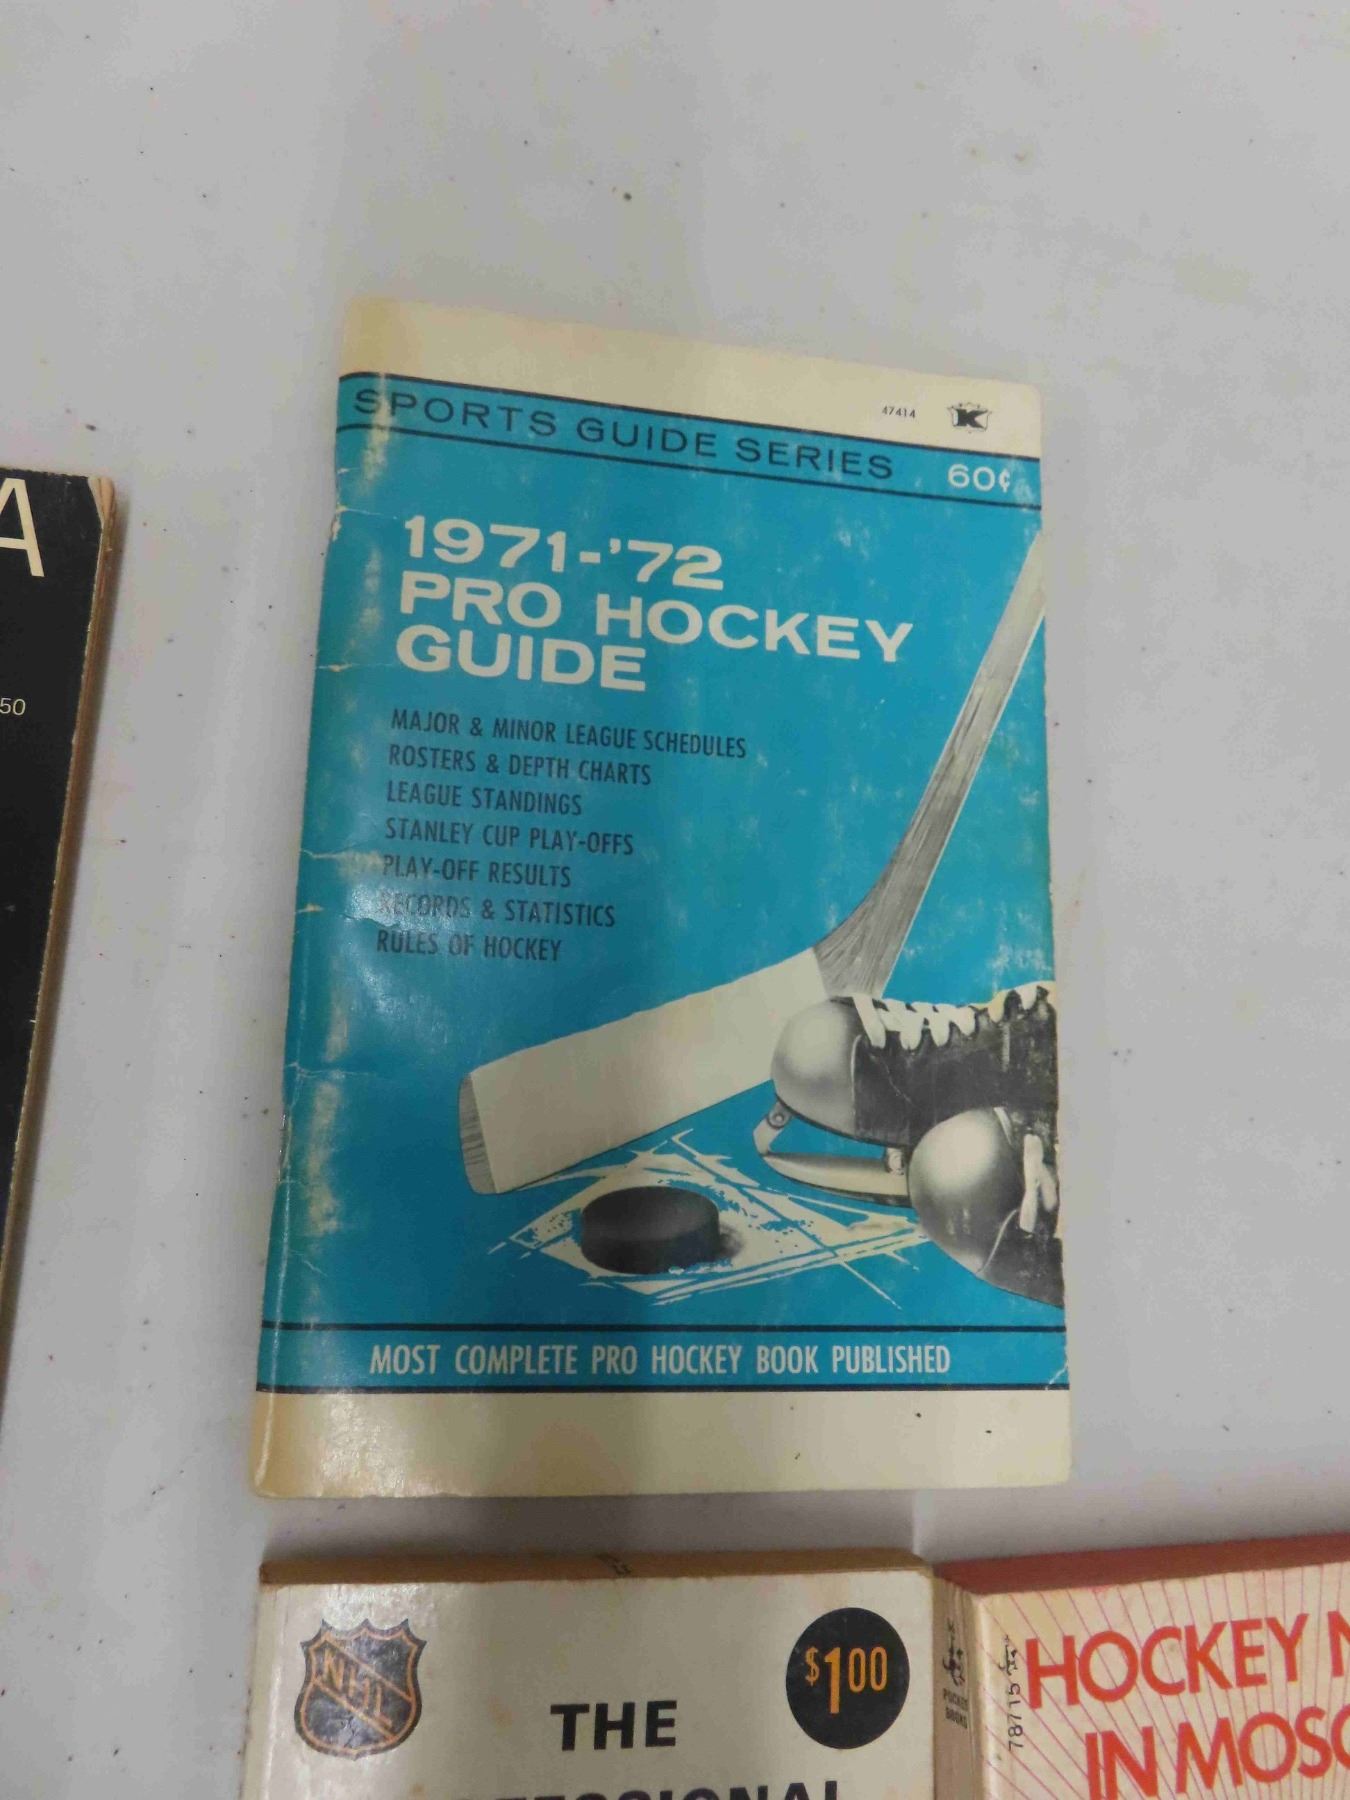 A
50
47414 K
SPORTS GUIDE SERIES 60¢
1971-'72
PRO HOCKEY
GUIDE
MAJOR & MINOR LEAGUE SCHEDULES
ROSTERS & DEPTH CHARTS
LEAGUE STANDINGS
STANLEY CUP PLAY-OFFS
PLAY-OFF RESULTS
RECORDS & STATISTICS
RULES OF HOCKEY
MOST COMPLETE PRO HOCKEY BOOK PUBLISHED
NHL
$1.00
THE
POCKET
BOOKS
78715
HOCKEY
IN